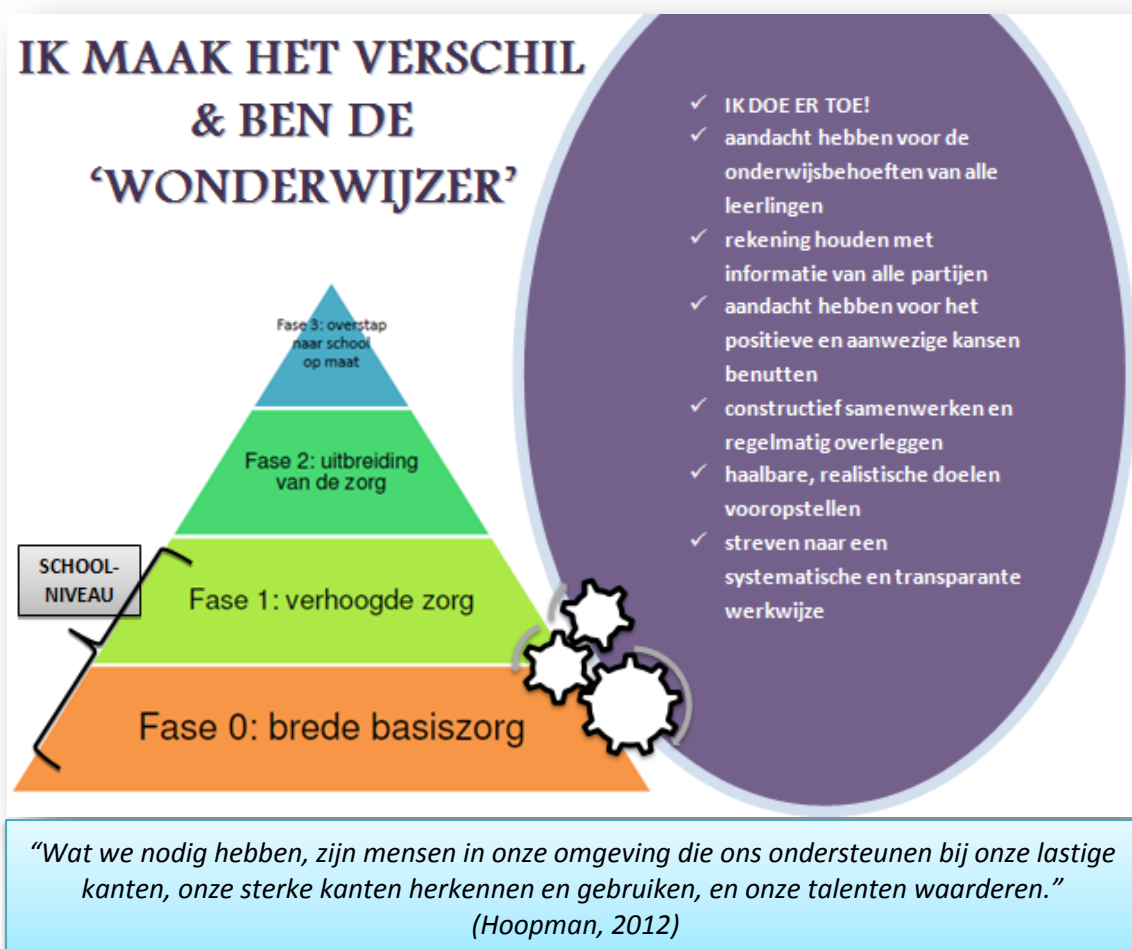 IK MAAK HET VERSCHIL
& BEN DE
‘WONDERWIJZER’
✓ IK DOE ER TOE!
✓ aandacht hebben voor de
onderwijsbehoeften van alle
leerlingen
✓ rekening houden met
informatie van alle partijen
✓ aandacht hebben voor het
positieve en aanwezige kansen
benutten
✓ constructief samenwerken en
regelmatig overleggen
✓ haalbare, realistische doelen
vooropstellen
✓ streven naar een
systematische en transparante
werkwijze
Fase 3: overstap
naar school
op maat
Fase 2: uitbreiding
van de zorg
SCHOOL-
NIVEAU
Fase 1: verhoogde zorg
Fase 0: brede basiszorg
“Wat we nodig hebben, zijn mensen in onze omgeving die ons ondersteunen bij onze lastige
kanten, onze sterke kanten herkennen en gebruiken, en onze talenten waarderen.”
(Hoopman, 2012)